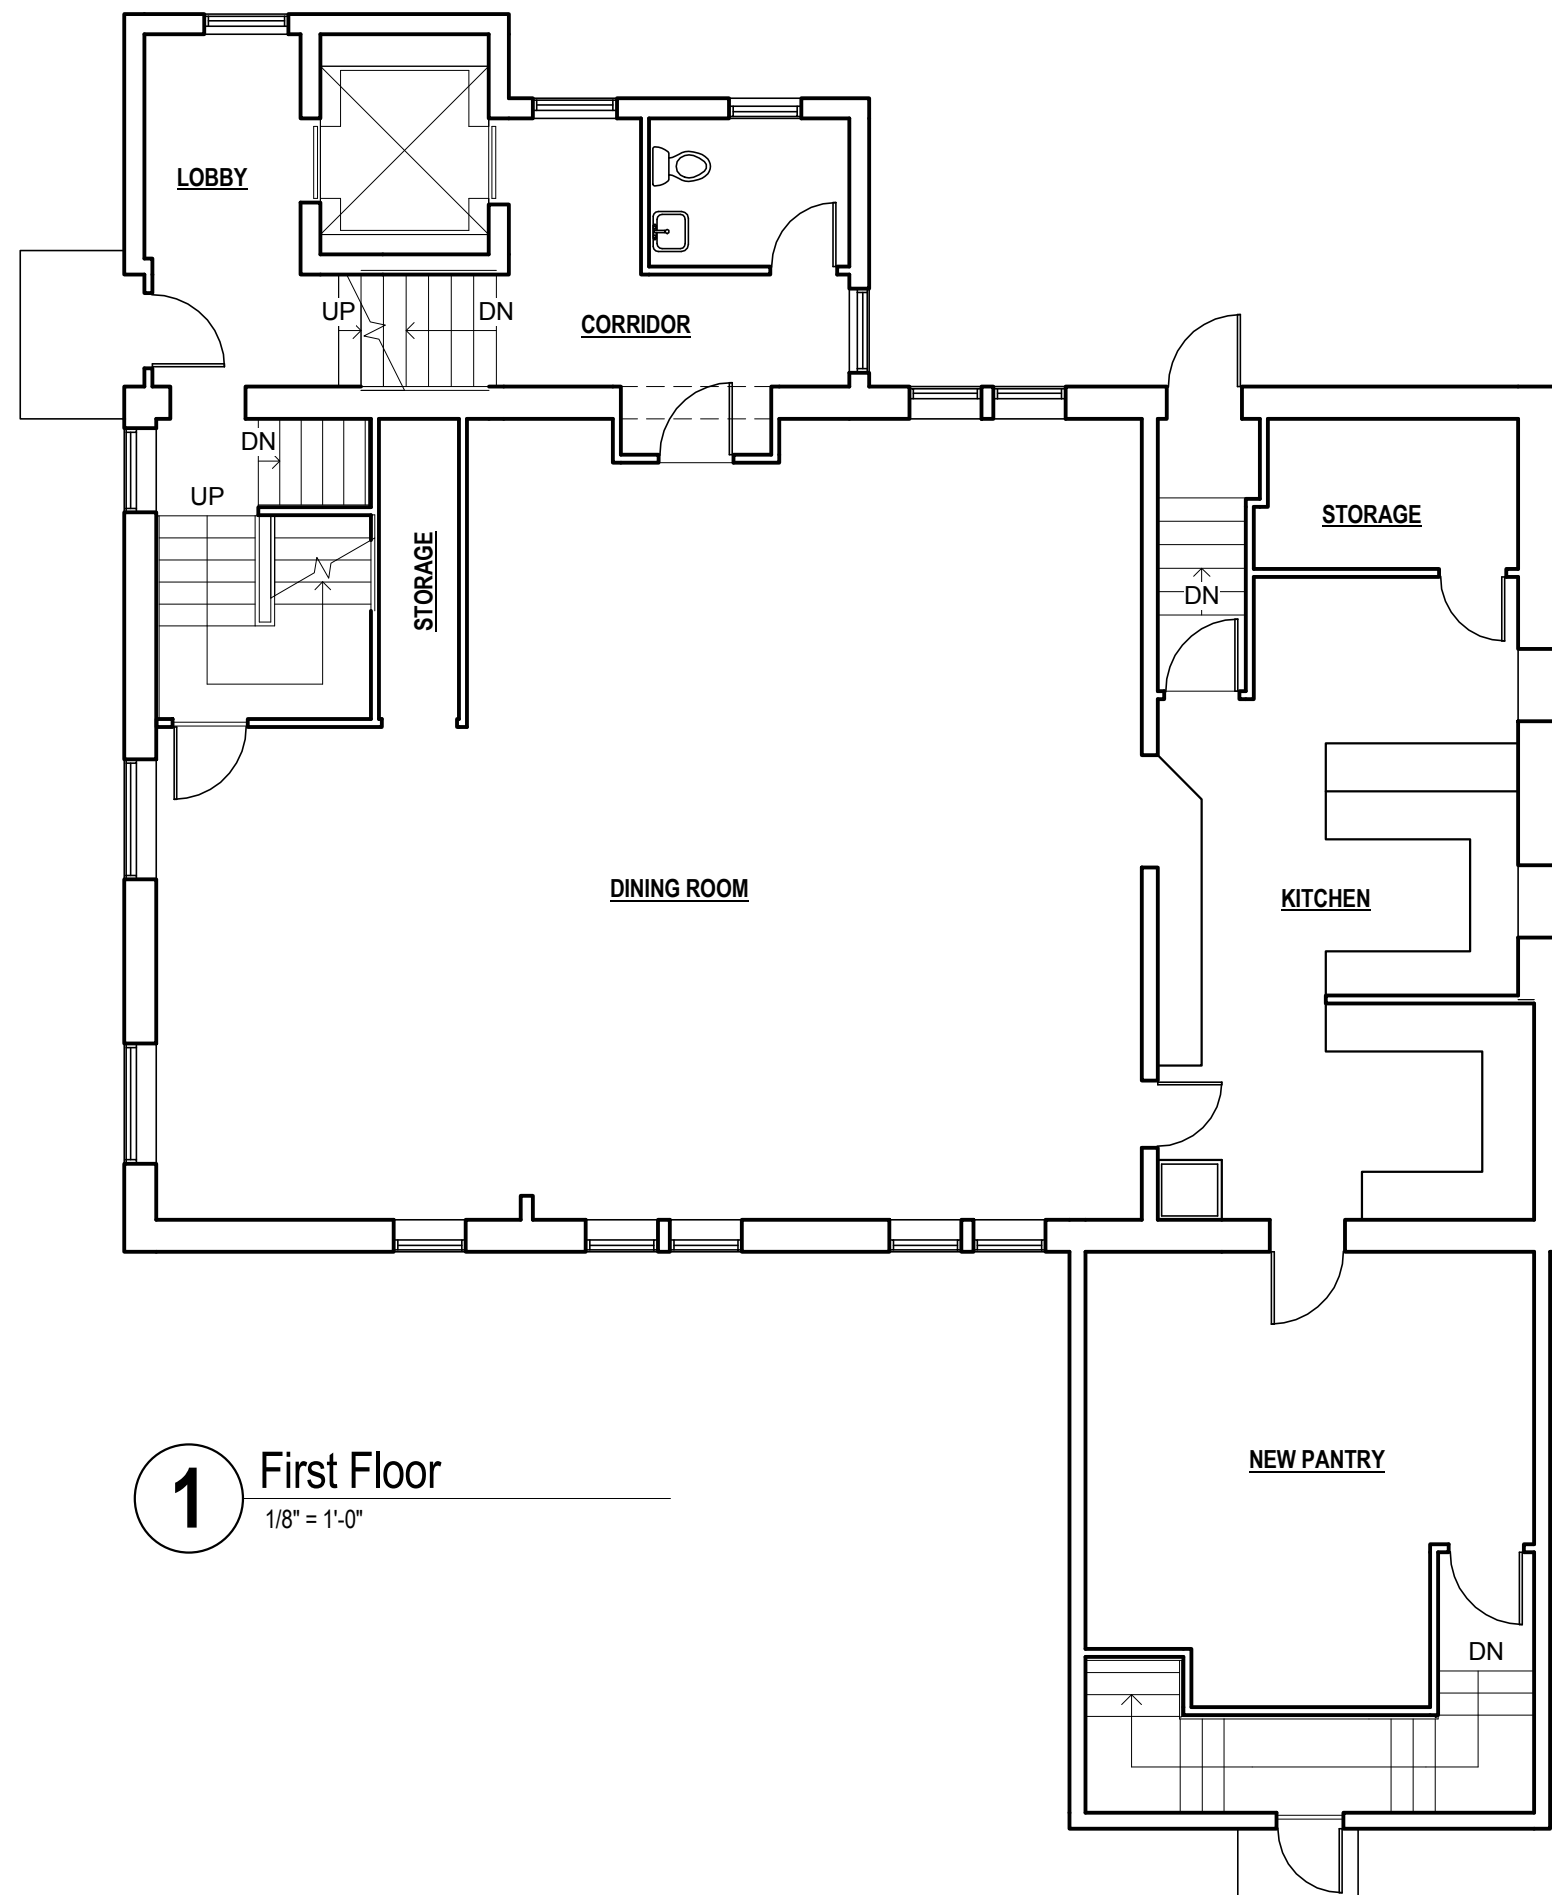 LOBBY
UP
DN
CORRIDOR
DN
UP
STORAGE
STORAGE
DN
DINING ROOM
KITCHEN
NEW PANTRY
1
First Floor
1/8" = 1'-0"
DN